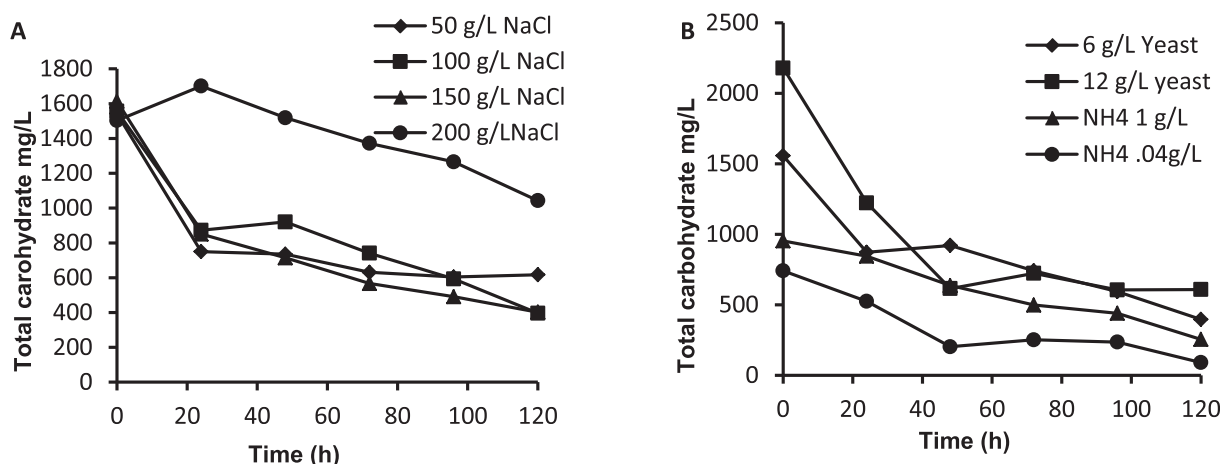 A
50 g/L NaCl
100 g/L NaCl
150 g/L NaCl
200 g/LNaCl
Total carohydrate mg/L
1800
1600
1400
1200
1000
800
600
400
200
0
0 20 40 60 80 100 120
Time (h)
B
6 g/L Yeast
12 g/L yeast
NH4 1 g/L
NH4 .04g/L
Total carbohydrate mg/L
2500
2000
1500
1000
500
0
0 20 40 60 80 100 120
Time (h)